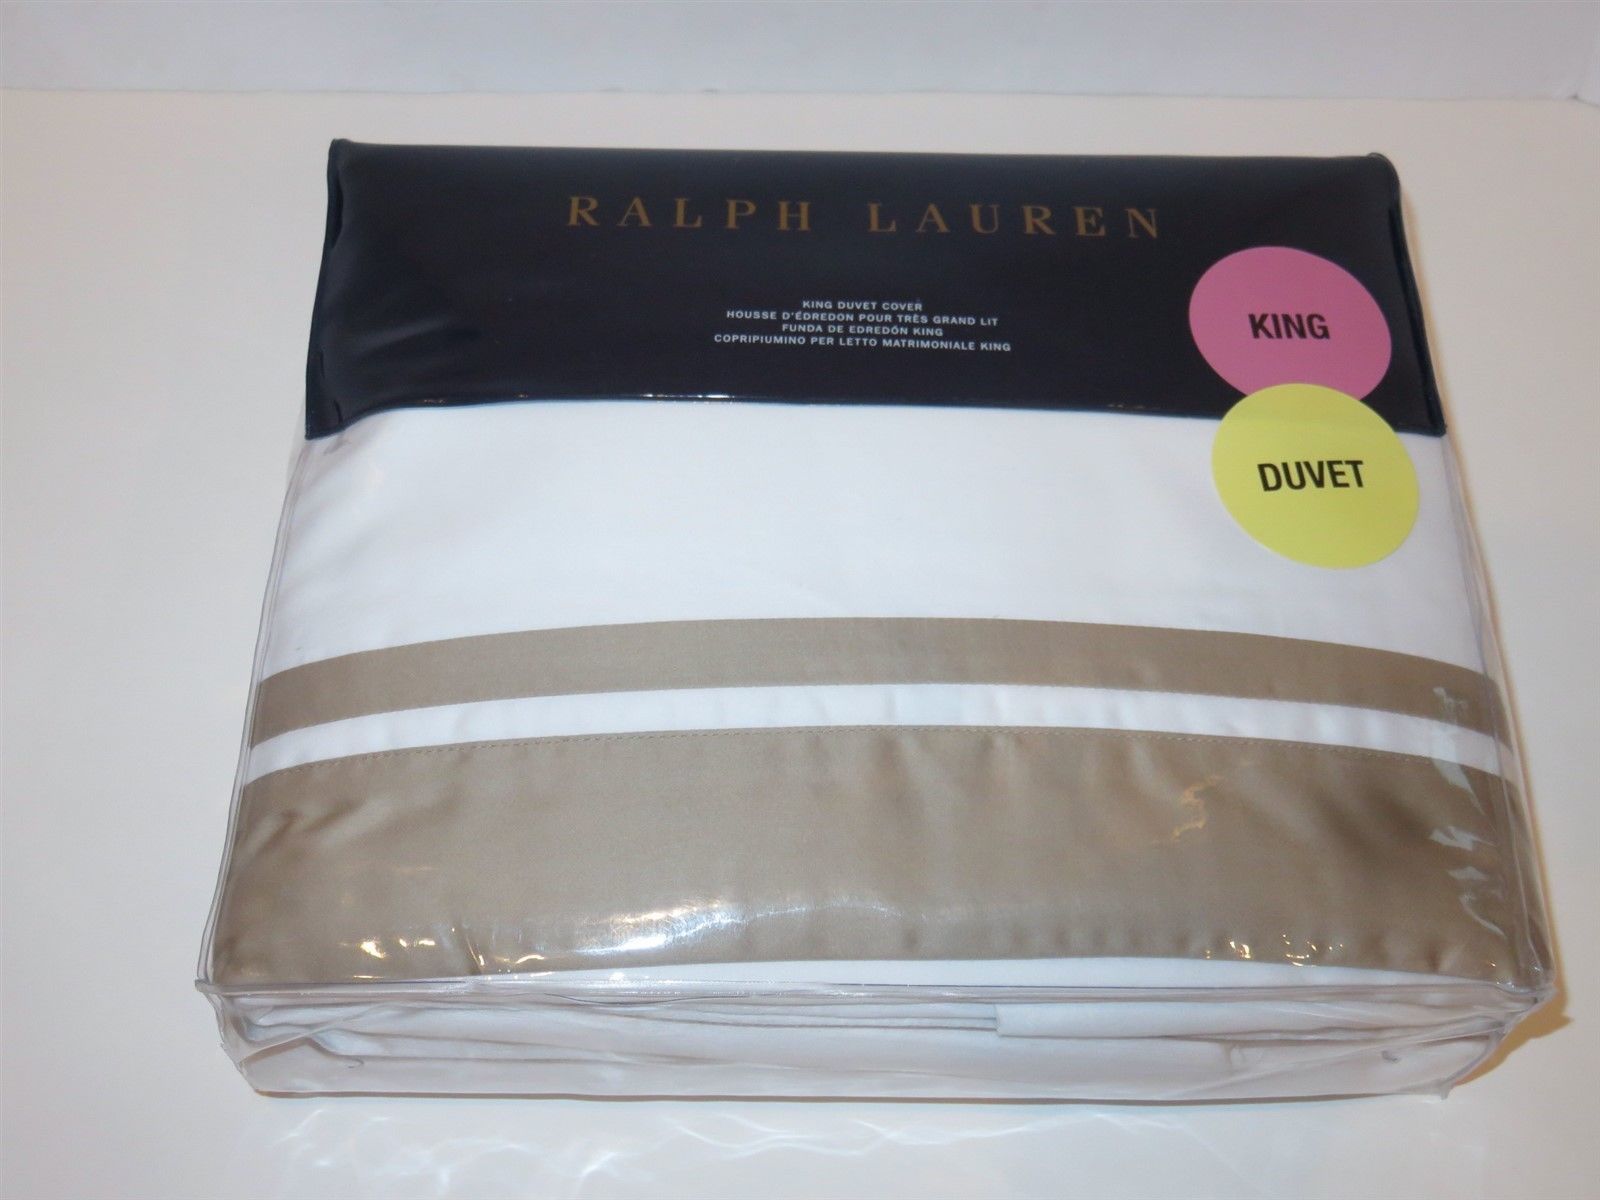 RALPH LAUREN
KING DUVET COVER
HOUSSE D'ÉDREDON POUR TRÈS GRAND LIT
FUNDA DE EDREDÓN KING
COPRIPIUMINO PER LETTO MATRIMONIALE KING
KING
DUVET